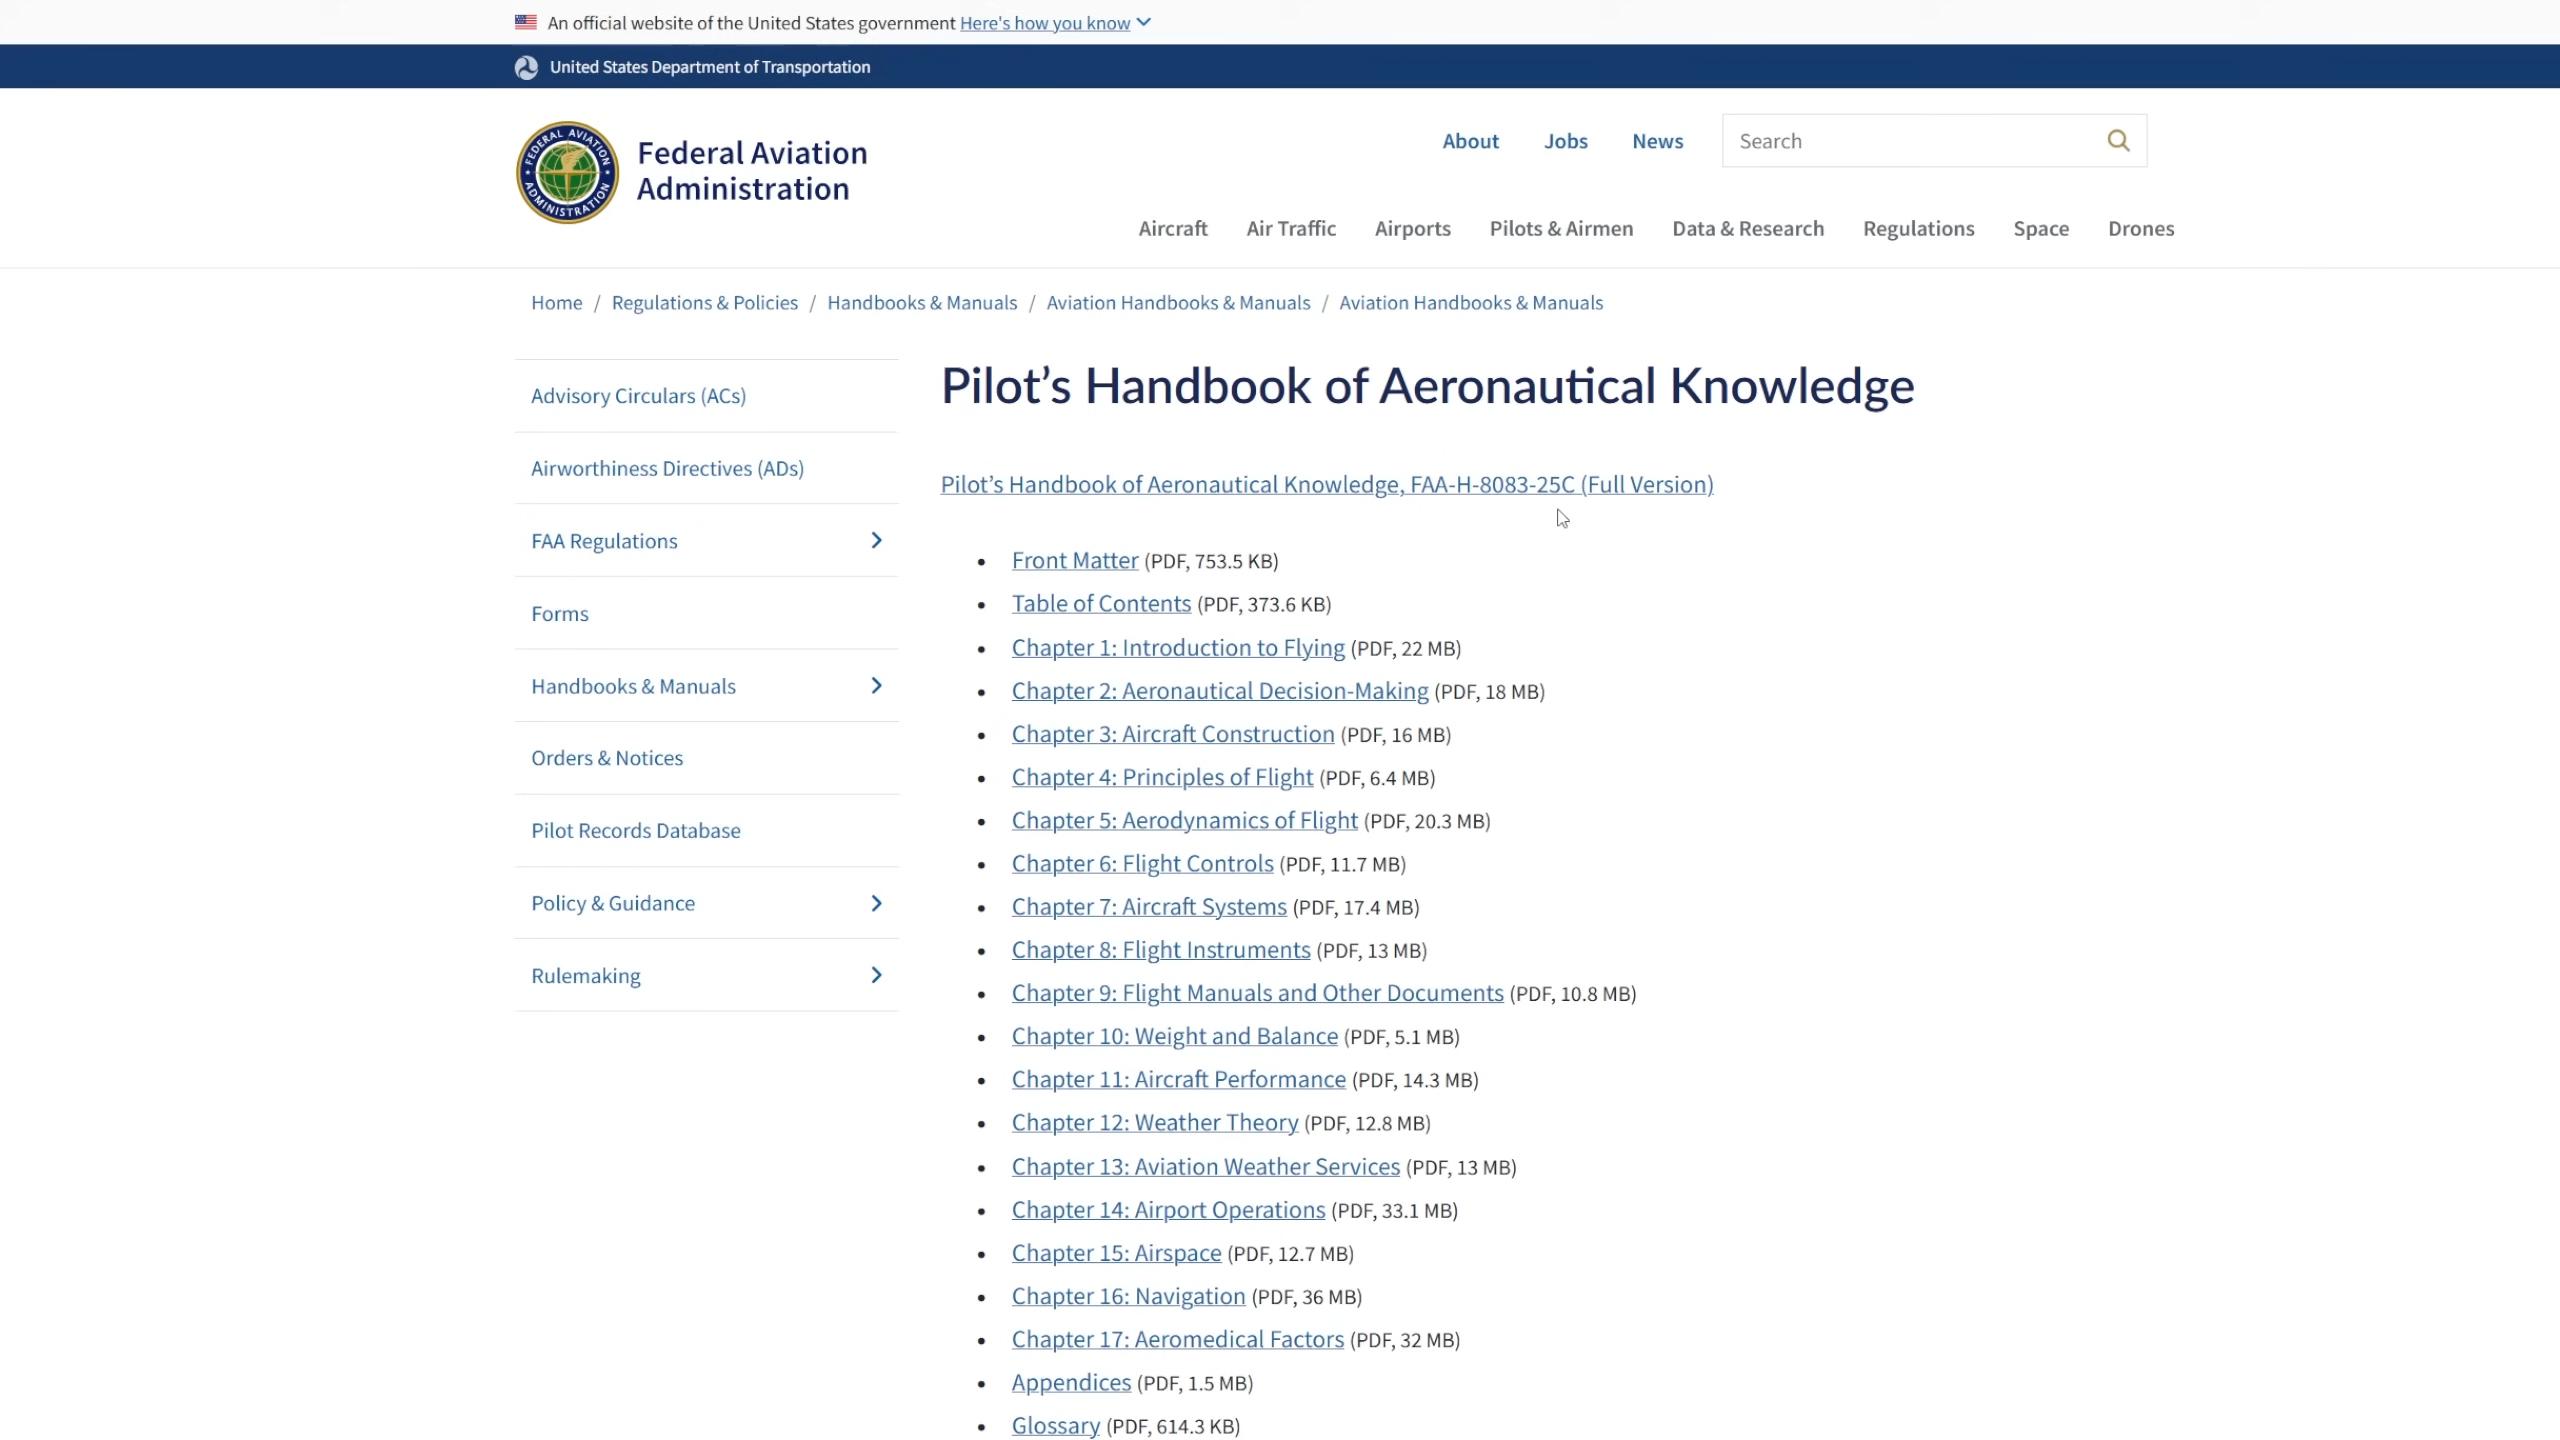 An official website of the United States government Here's how you know
United States Department of Transportation
FEDERAL AVIATION ADMINISTRATION
Federal Aviation
Administration
About Jobs News Search
Aircraft Air Traffic Airports Pilots & Airmen Data & Research Regulations Space Drones
Home / Regulations & Policies / Handbooks & Manuals / Aviation Handbooks & Manuals / Aviation Handbooks & Manuals
Advisory Circulars (ACs)
Airworthiness Directives (ADs)
FAA Regulations
Forms
Handbooks & Manuals
Orders & Notices
Pilot Records Database
Policy & Guidance
Rulemaking
Pilot’s Handbook of Aeronautical Knowledge
Pilot’s Handbook of Aeronautical Knowledge, FAA-H-8083-25C (Full Version)
• Front Matter (PDF, 753.5 KB)
• Table of Contents (PDF, 373.6 KB)
• Chapter 1: Introduction to Flying (PDF, 22 MB)
• Chapter 2: Aeronautical Decision-Making (PDF, 18 MB)
• Chapter 3: Aircraft Construction (PDF, 16 MB)
• Chapter 4: Principles of Flight (PDF, 6.4 MB)
• Chapter 5: Aerodynamics of Flight (PDF, 20.3 MB)
• Chapter 6: Flight Controls (PDF, 11.7 MB)
• Chapter 7: Aircraft Systems (PDF, 17.4 MB)
• Chapter 8: Flight Instruments (PDF, 13 MB)
• Chapter 9: Flight Manuals and Other Documents (PDF, 10.8 MB)
• Chapter 10: Weight and Balance (PDF, 5.1 MB)
• Chapter 11: Aircraft Performance (PDF, 14.3 MB)
• Chapter 12: Weather Theory (PDF, 12.8 MB)
• Chapter 13: Aviation Weather Services (PDF, 13 MB)
• Chapter 14: Airport Operations (PDF, 33.1 MB)
• Chapter 15: Airspace (PDF, 12.7 MB)
• Chapter 16: Navigation (PDF, 36 MB)
• Chapter 17: Aeromedical Factors (PDF, 32 MB)
• Appendices (PDF, 1.5 MB)
• Glossary (PDF, 614.3 KB)